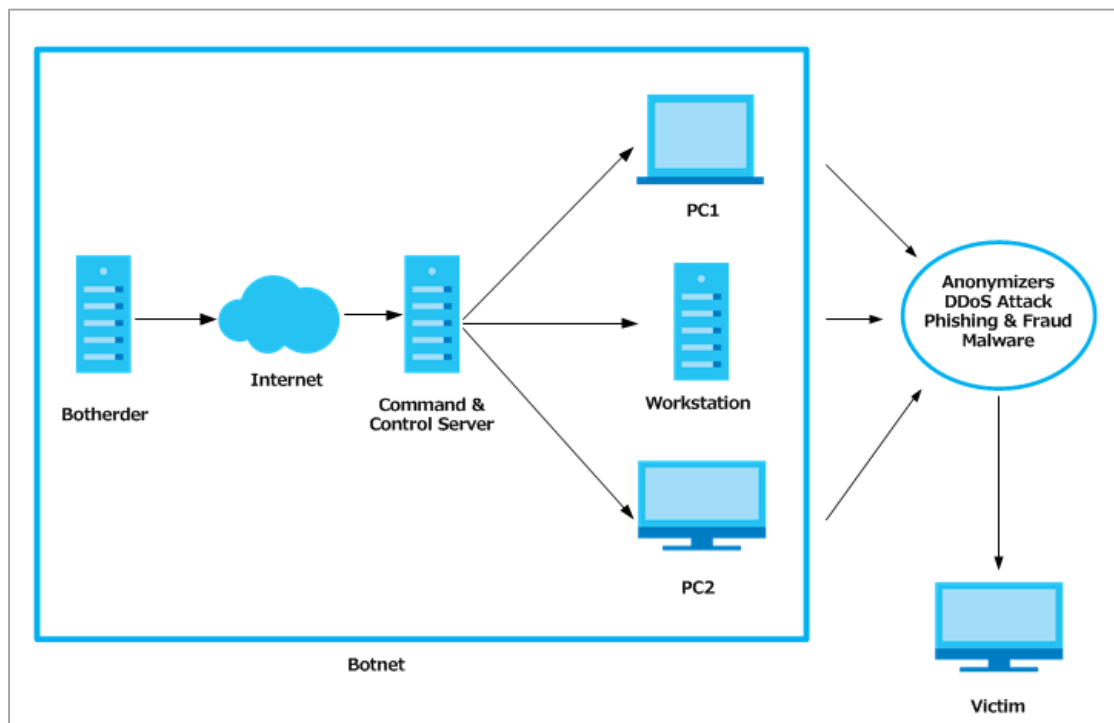 PC1
Botherder
Internet
Command &
Control Server
Workstation
PC2
Botnet
Anonymizers
DDoS Attack
Phishing & Fraud
Malware
Victim